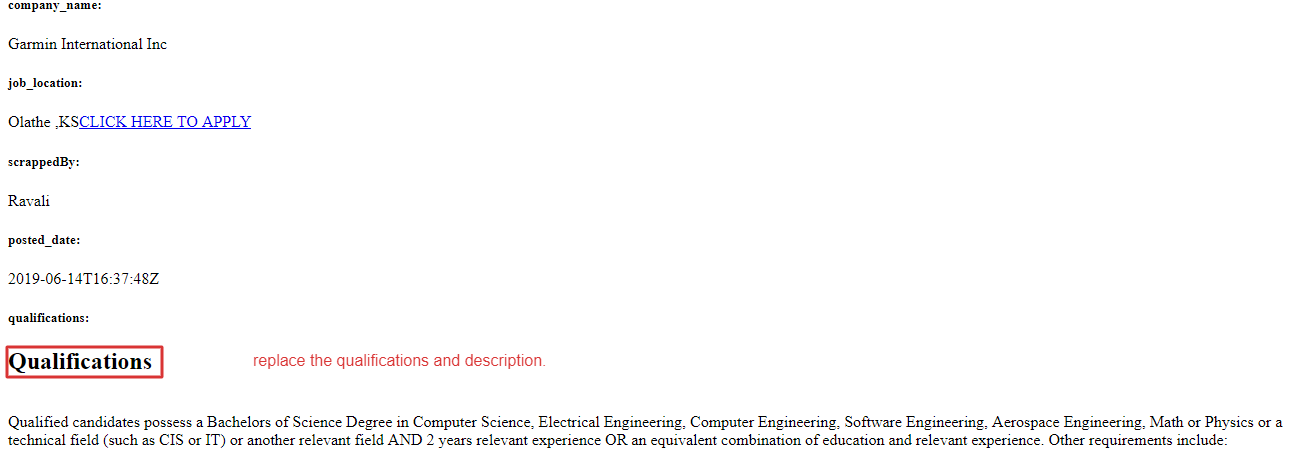 company_name:
Garmin International Inc
job_location:
Olathe ,KSCLICK HERE TO APPLY
scrappedBy:
Ravali
posted_date:
2019-06-14T16:37:48Z
qualifications:
Qualifications
replace the qualifications and description.
Qualified candidates possess a Bachelors of Science Degree in Computer Science, Electrical Engineering, Computer Engineering, Software Engineering, Aerospace Engineering, Math or Physics or a
technical field (such as CIS or IT) or another relevant field AND 2 years relevant experience OR an equivalent combination of education and relevant experience. Other requirements include: